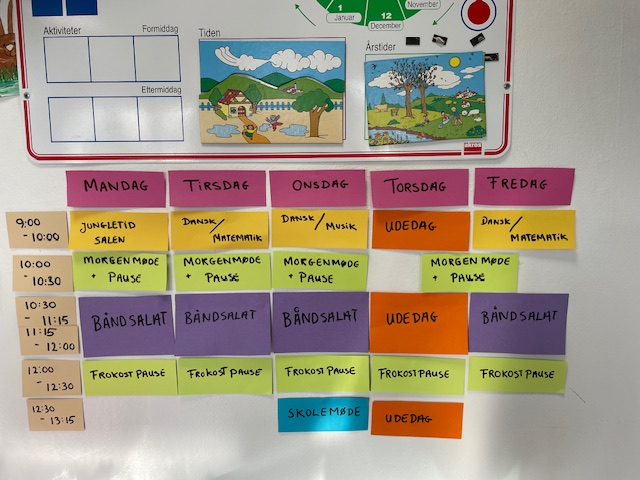 Aktiviteter
Formiddag
Eftermiddag
Tiden
Årstider
1
Januar
12
December
November
MANDAG
TIRSDAG
ONSDAG
TORSDAG
FREDAG
9:00
- 10:00
JUNGLETID
SALEN
DANSK/
MATEMATIK
DANSK/
MUSIK
UDEDAG
DANSK/
MATEMATIK
10:00
- 10:30
MORGENMØDE
+ PAUSE
MORGENMØDE
+ PAUSE
MORGENMØDE
+ PAUSE
MORGENMØDE
+ PAUSE
10:30
- 11:15
11:15
- 12:00
BÅNDSALAT
BÅNDSALAT
BÅNDSALAT
UDEDAG
BÅNDSALAT
12:00
- 12:30
FROKOST PAUSE
FROKOST PAUSE
FROKOST PAUSE
FROKOST PAUSE
FROKOST PAUSE
12:30
- 13:15
SKOLEMØDE
UDEDAG